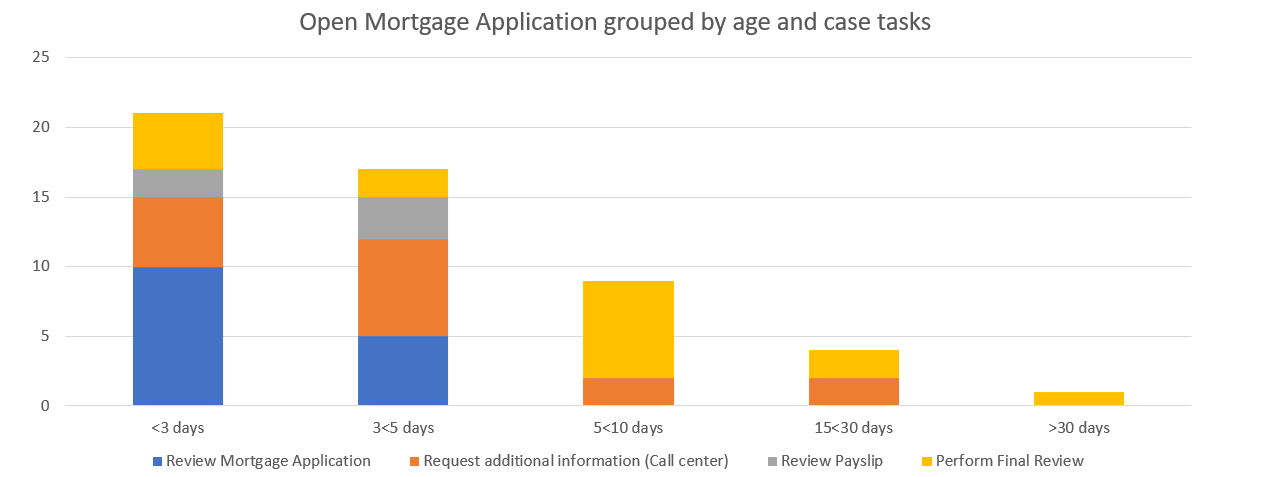 Open Mortgage Application grouped by age and case tasks
25
20
15
10
5
0
<3 days 3<5 days 5<10 days 15<30 days >30 days
Review Mortgage Application Request additional information (Call center) Review Payslip Perform Final Review